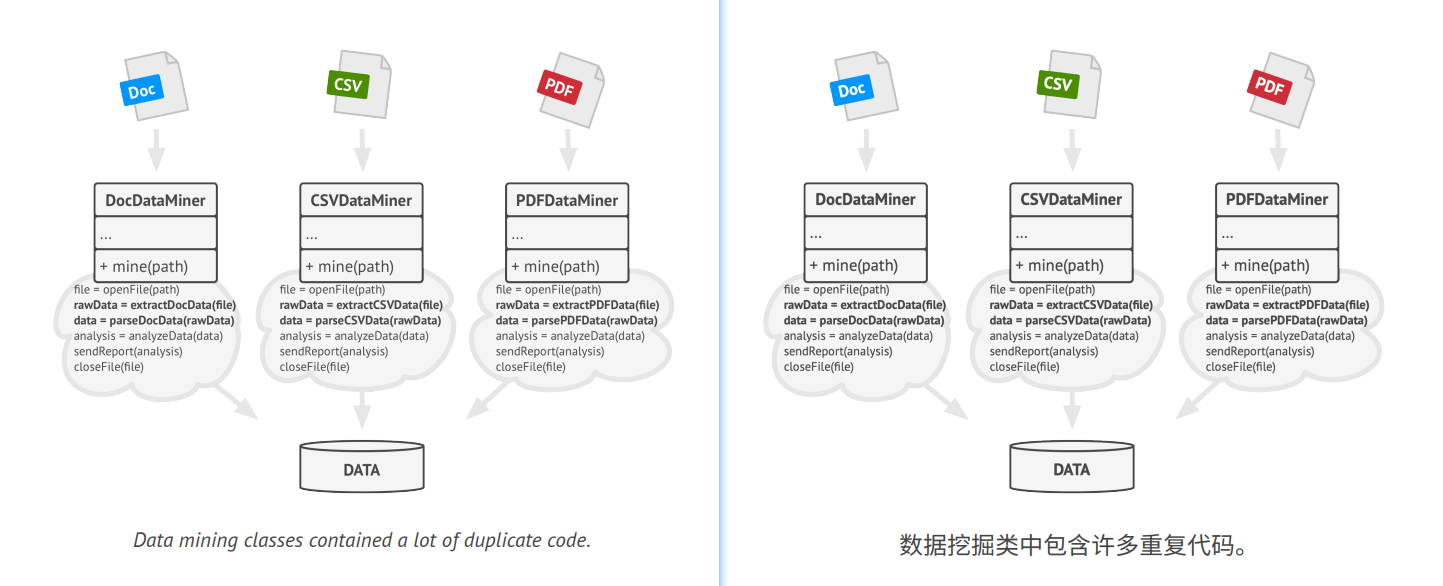 Doc
CSV
PDF
DocDataMiner
...
+ mine(path)
file = openFile(path)
rawData = extractDocData(file)
data = parseDocData(rawData)
analysis = analyzeData(data)
sendReport(analysis)
closeFile(file)
CSVDataMiner
...
+ mine(path)
file = openFile(path)
rawData = extractCSVData(file)
data = parseCSVData(rawData)
analysis = analyzeData(data)
sendReport(analysis)
closeFile(file)
PDFDataMiner
...
+ mine(path)
file = openFile(path)
rawData = extractPDFData(file)
data = parsePDFData(rawData)
analysis = analyzeData(data)
sendReport(analysis)
closeFile(file)
DATA
Data mining classes contained a lot of duplicate code.
Doc
CSV
PDF
DocDataMiner
...
+ mine(path)
file = openFile(path)
rawData = extractDocData(file)
data = parseDocData(rawData)
analysis = analyzeData(data)
sendReport(analysis)
closeFile(file)
CSVDataMiner
...
+ mine(path)
file = openFile(path)
rawData = extractCSVData(file)
data = parseCSVData(rawData)
analysis = analyzeData(data)
sendReport(analysis)
closeFile(file)
PDFDataMiner
...
+ mine(path)
file = openFile(path)
rawData = extractPDFData(file)
data = parsePDFData(rawData)
analysis = analyzeData(data)
sendReport(analysis)
closeFile(file)
DATA
数据挖掘类中包含许多重复代码。